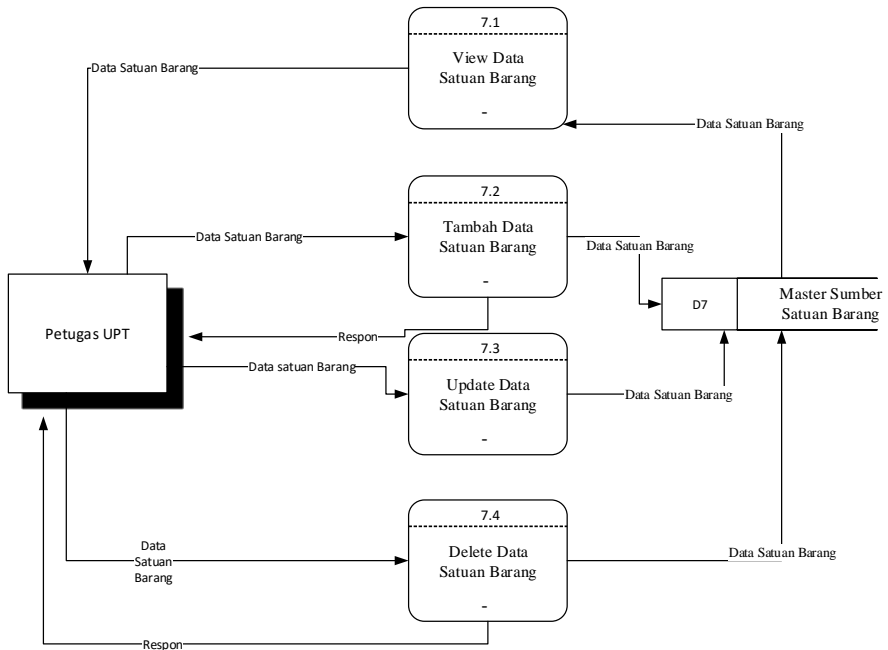 7.1
View Data
Satuan Barang
-
Data Satuan Barang
Data Satuan Barang
7.2
Tambah Data
Satuan Barang
-
Data Satuan Barang
Data Satuan Barang
D7
Master Sumber
Satuan Barang
Petugas UPT
Respon
7.3
Update Data
Satuan Barang
-
Data satuan Barang
Data Satuan Barang
7.4
Delete Data
Satuan Barang
-
Data
Satuan
Barang
Data Satuan Barang
Respon